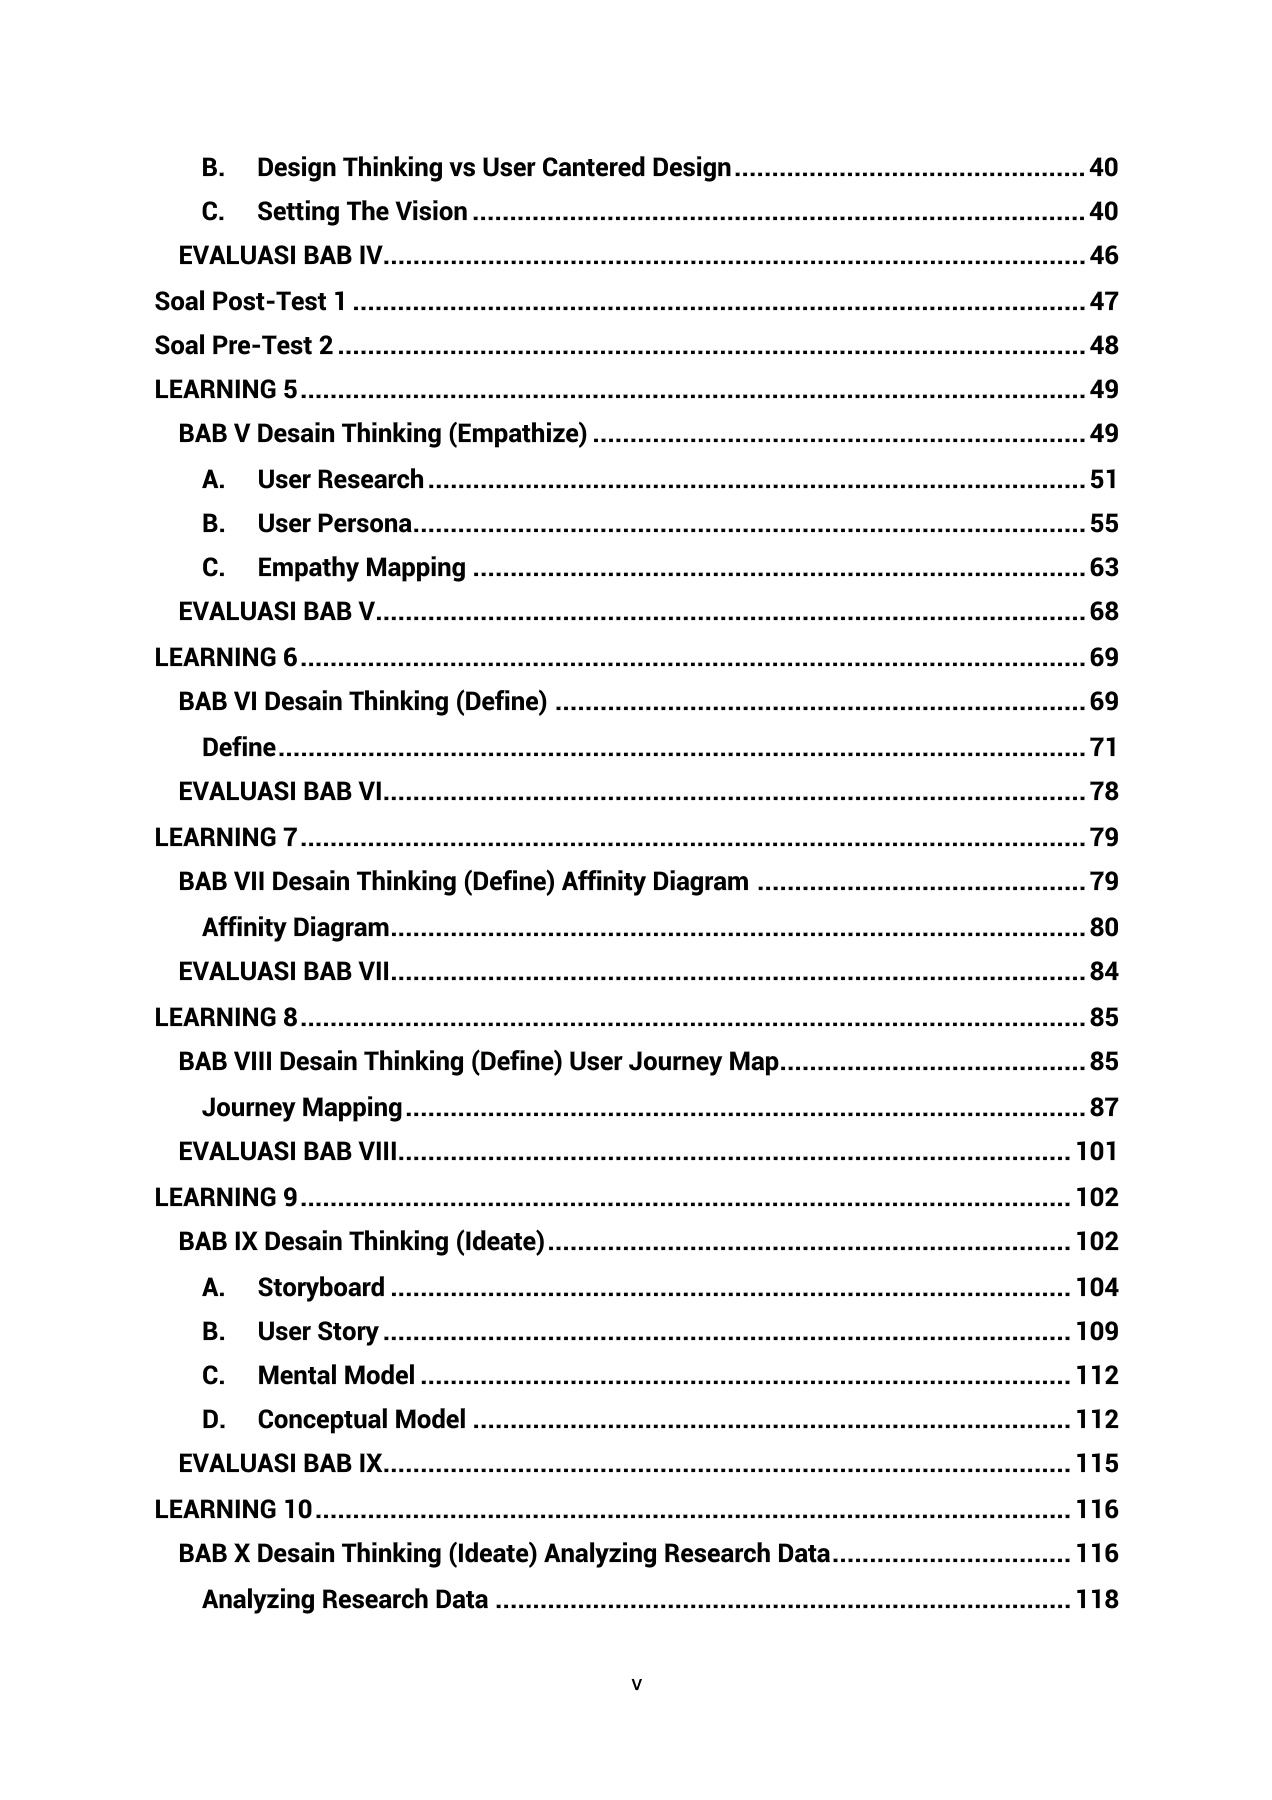 B. Design Thinking vs User Cantered Design 40
C. Setting The Vision 40
EVALUASI BAB IV 46
Soal Post-Test 1 47
Soal Pre-Test 2 48
LEARNING 5 49
BAB V Desain Thinking (Empathize) 49
A. User Research 51
B. User Persona 55
C. Empathy Mapping 63
EVALUASI BAB V 68
LEARNING 6 69
BAB VI Desain Thinking (Define) 69
Define 71
EVALUASI BAB VI 78
LEARNING 7 79
BAB VII Desain Thinking (Define) Affinity Diagram 79
Affinity Diagram 80
EVALUASI BAB VII 84
LEARNING 8 85
BAB VIII Desain Thinking (Define) User Journey Map 85
Journey Mapping 87
EVALUASI BAB VIII 101
LEARNING 9 102
BAB IX Desain Thinking (Ideate) 102
A. Storyboard 104
B. User Story 109
C. Mental Model 112
D. Conceptual Model 112
EVALUASI BAB IX 115
LEARNING 10 116
BAB X Desain Thinking (Ideate) Analyzing Research Data 116
Analyzing Research Data 118
v